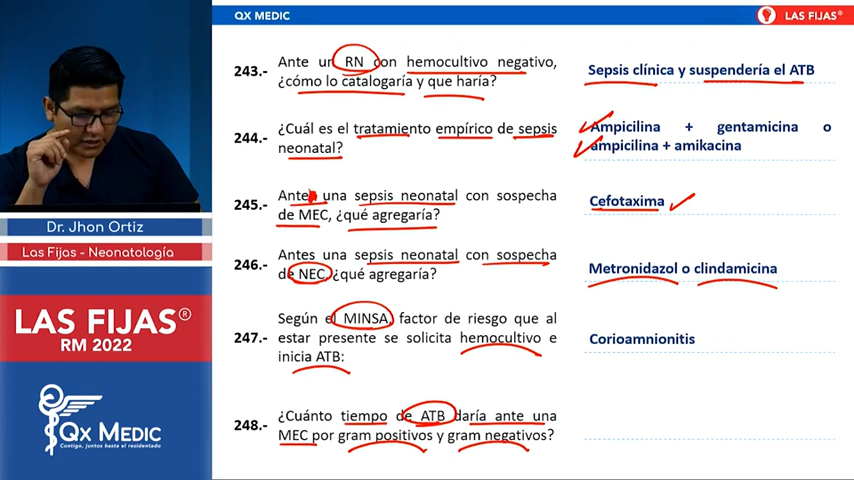 QX MEDIC
LAS FIJAS®
243.-
Ante un RN con hemocultivo negativo,
¿cómo lo catalogaría y que haría?
Sepsis clínica y suspendería el ATB
244.-
¿Cuál es el tratamiento empírico de sepsis
neonatal?
Ampicilina + gentamicina o
ampicilina + amikacina
245.-
Antes una sepsis neonatal con sospecha
de MEC, ¿qué agregaría?
Cefotaxima
246.-
Antes una sepsis neonatal con sospecha
de NEC, ¿qué agregaría?
Metronidazol o clindamicina
247.-
Según el MINSA, factor de riesgo que al
estar presente se solicita hemocultivo e
inicia ATB:
Corioamnionitis
248.-
¿Cuánto tiempo de ATB daría ante una
MEC por gram positivos y gram negativos?
Dr. Jhon Ortiz
Las Fijas - Neonatología
LAS FIJAS®
RM 2022
QX MEDIC
Contigo, juntos hasta el residentado